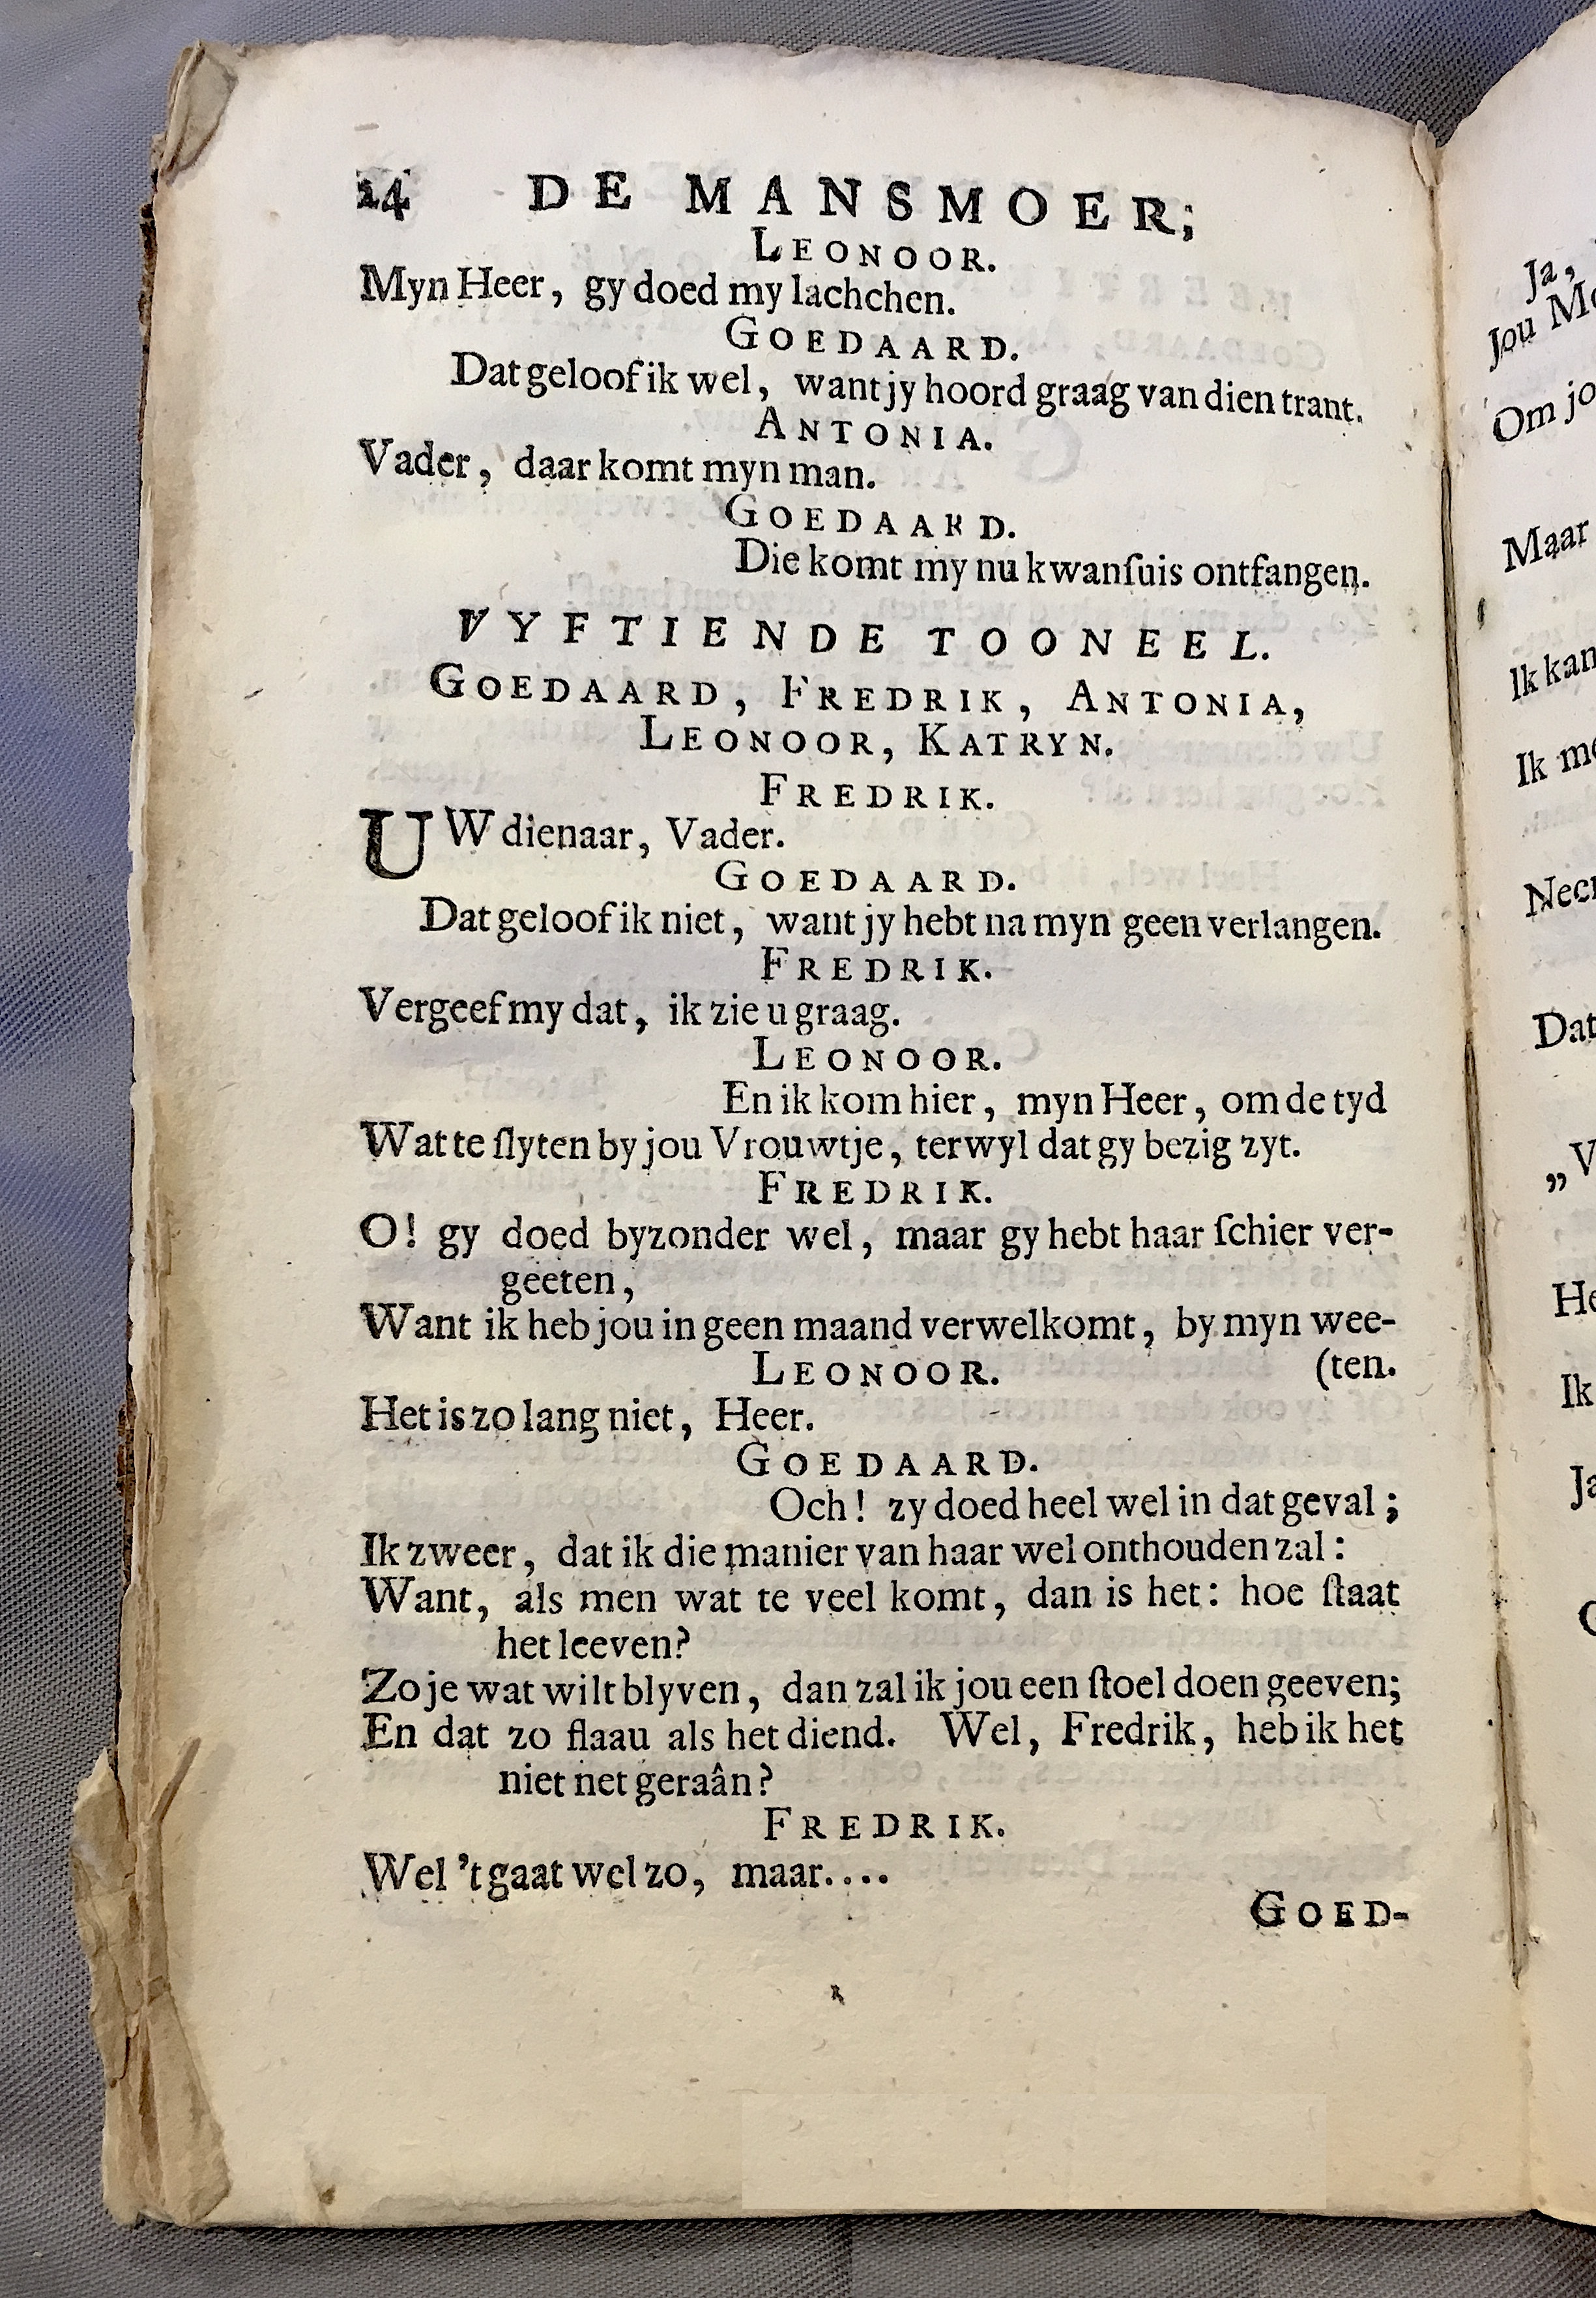 24 DE MANSMOER;
LEONOOR.
Myn Heer, gy doed my lachchen.
GOEDAARD.
Dat geloof ik wel, want jy hoord graag van dien trant.
ANTONIA.
Vader, daar komt myn man.
GOEDAARD.
Die komt my nu kwanſuis ontfangen.
VYFTIENDE TOONEEL.
GOEDAARD, FREDRIK, ANTONIA,
LEONOOR, KATRYN.
FREDRIK.
UW dienaar, Vader.
GOEDAARD.
Dat geloof ik niet, want jy hebt na myn geen verlangen.
FREDRIK.
Vergeef my dat, ik zie u graag.
LEONOOR.
En ik kom hier, myn Heer, om de tyd
Wat te ſlyten by jou Vrouwtje, terwyl dat gy bezig zyt.
FREDRIK.
O! gy doed byzonder wel, maar gy hebt haar ſchier ver-
geeten,
Want ik heb jou in geen maand verwelkomt, by myn wee-
LEONOOR. (ten.
Het is zo lang niet, Heer.
GOEDAARD.
Och! zy doed heel wel in dat geval;
Ik zweer, dat ik die manier van haar wel onthouden zal:
Want, als men wat te veel komt, dan is het: hoe ſtaat
het leeven?
Zo je wat wilt blyven, dan zal ik jou een ſtoel doen geeven;
En dat zo flaau als het diend. Wel, Fredrik, heb ik het
niet net geraân?
FREDRIK.
Wel 't gaat wel zo, maar....
GOED-
Ja,
Jou
Om
Maar
Ik kan
Ik
Dat
Ik